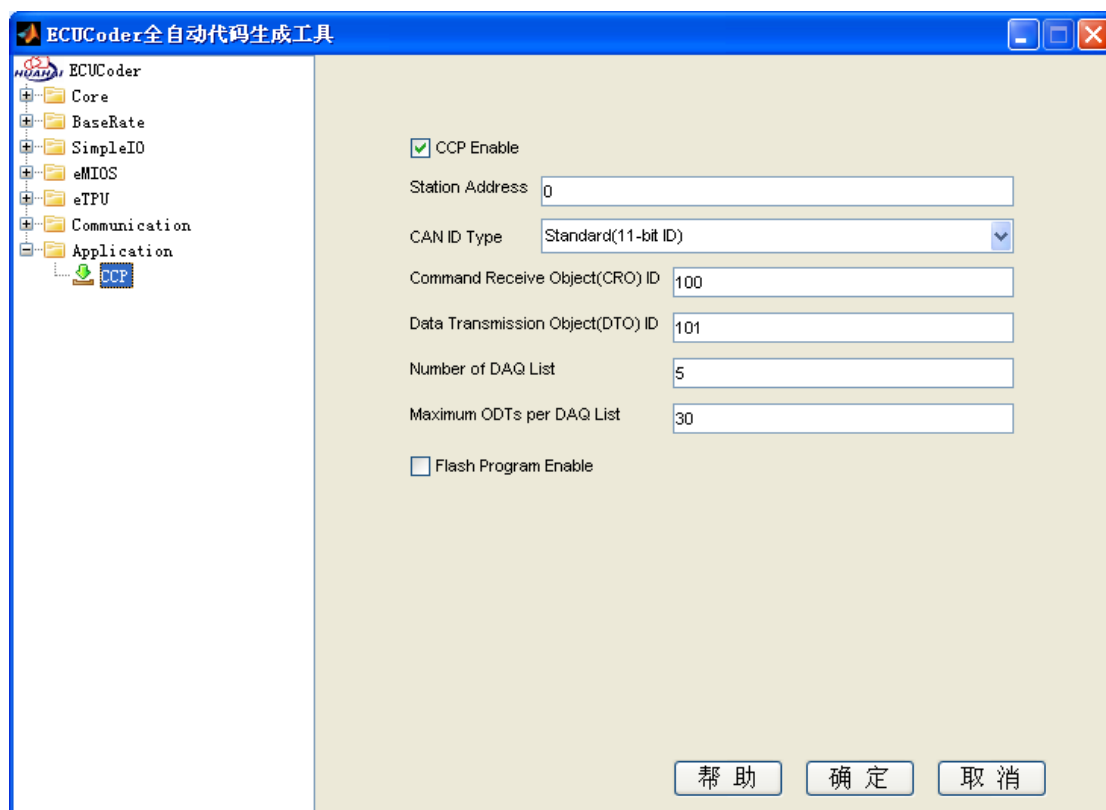 ECUCoder全自动代码生成工具
HUAHAI ECUCoder
Core
BaseRate
SimpleIO
eMIOS
eTPU
Communication
Application
CCP
CCP Enable
Station Address 0
CAN ID Type Standard(11-bit ID)
Command Receive Object(CRO) ID 100
Data Transmission Object(DTO) ID 101
Number of DAQ List 5
Maximum ODTs per DAQ List 30
Flash Program Enable
帮 助 确 定 取 消